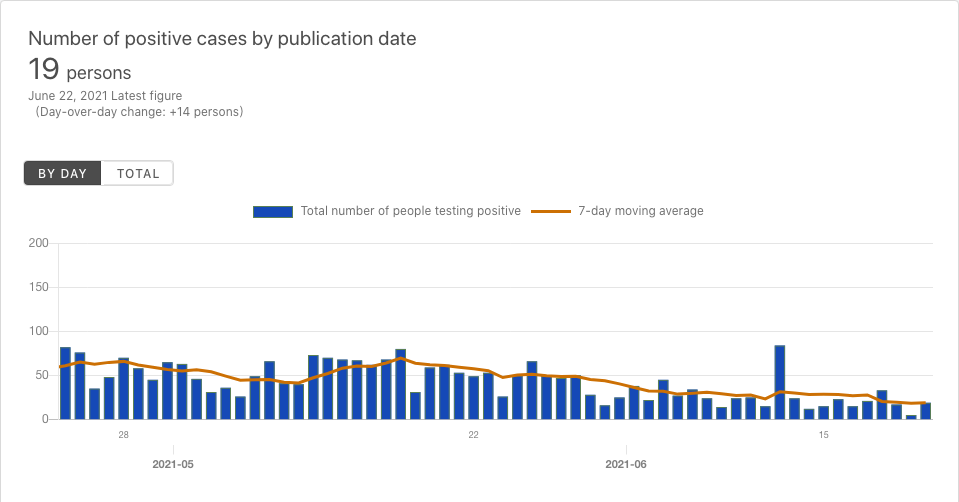 Number of positive cases by publication date
19 persons
June 22, 2021 Latest figure
(Day-over-day change: +14 persons)
BY DAY TOTAL
Total number of people testing positive 7-day moving average
200
150
100
50
0
28 22 15
2021-05 2021-06